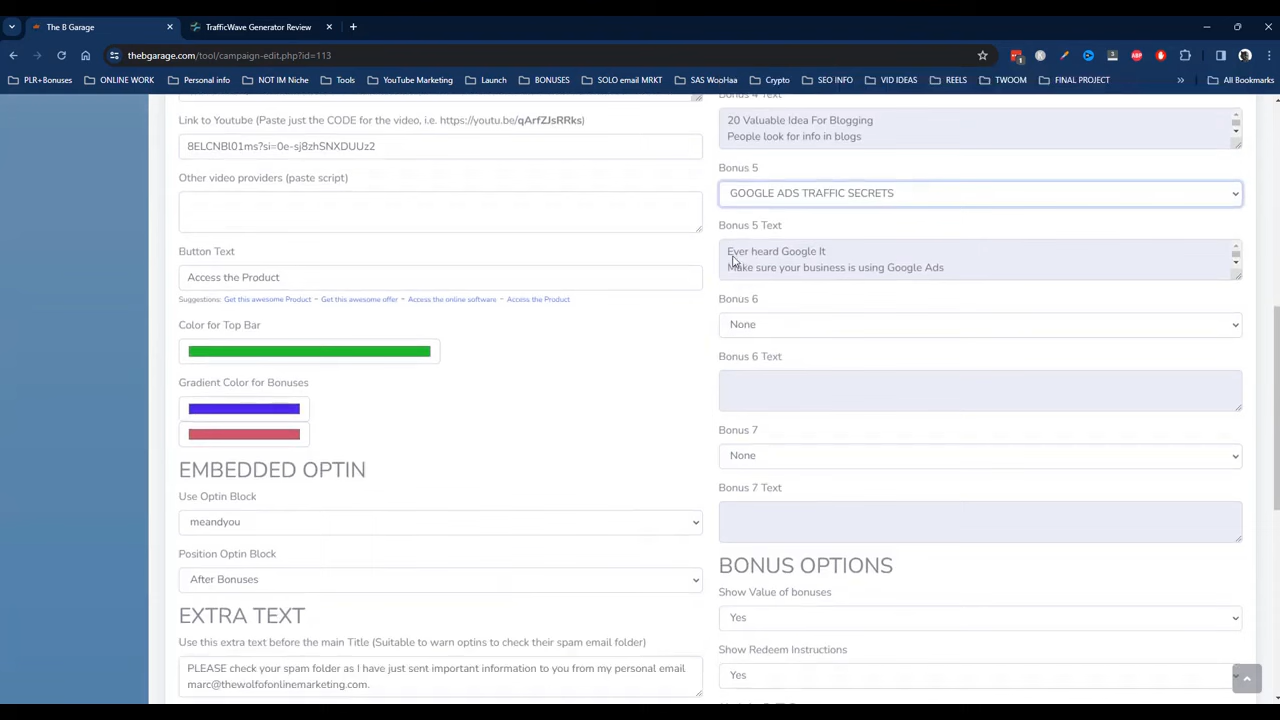 The B Garage
TrafficWave Generator Review
thebgarage.com/tool/campaign-edit.php?id=113
PLR+Bonuses
ONLINE WORK
Personal info
NOT IM Niche
Tools
YouTube Marketing
Launch
BONUSES
SOLO email MRKT
SAS WooHaa
Crypto
SEO INFO
VID IDEAS
REELS
TWOOM
FINAL PROJECT
All Bookmarks
Link to Youtube (Paste just the CODE for the video, i.e. https://youtu.be/qArfZJsRRks)
8ELCNBl01ms?si=0e-sj8zhSNXDUUz2
Other video providers (paste script)
Button Text
Access the Product
Suggestions: Get this awesome Product - Get this awesome offer - Access the online software - Access the Product
Color for Top Bar
Gradient Color for Bonuses
EMBEDDED OPTIN
Use Optin Block
meandyou
Position Optin Block
After Bonuses
EXTRA TEXT
Use this extra text before the main Title (Suitable to warn optins to check their spam email folder)
PLEASE check your spam folder as I have just sent important information to you from my personal email
marc@thewolfofonlinemarketing.com.
Bonus 4 Text
20 Valuable Idea For Blogging
People look for info in blogs
Bonus 5
GOOGLE ADS TRAFFIC SECRETS
Bonus 5 Text
Ever heard Google It
Make sure your business is using Google Ads
Bonus 6
None
Bonus 6 Text
Bonus 7
None
Bonus 7 Text
BONUS OPTIONS
Show Value of bonuses
Yes
Show Redeem Instructions
Yes